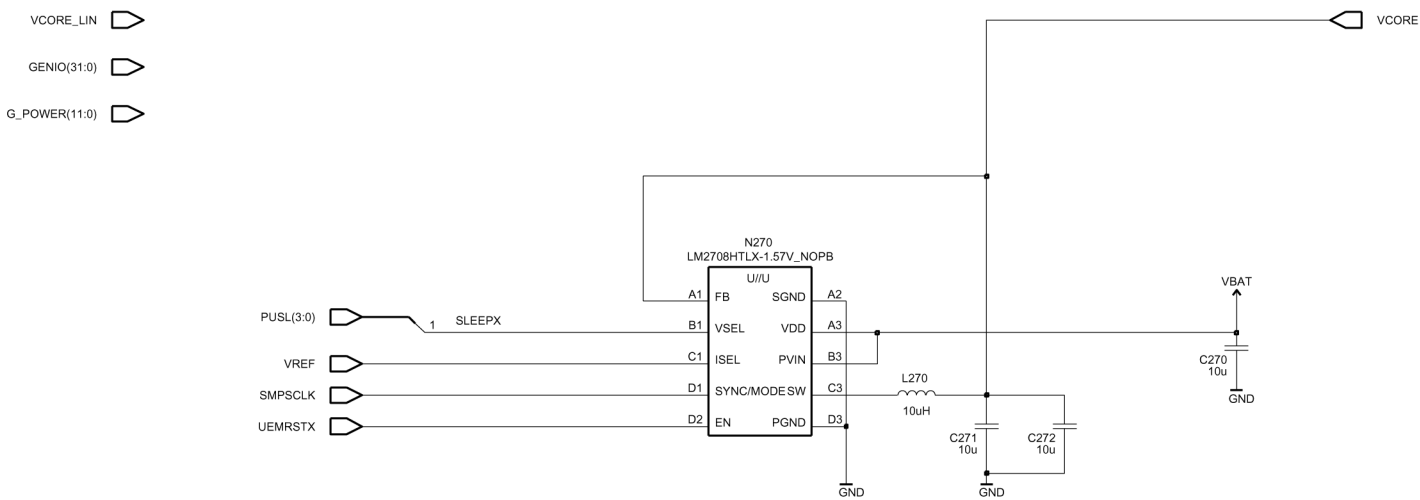 VCORE_LIN
VCORE
GENIO(31:0)
G_POWER(11:0)
N270
LM2708HTLX-1.57V_NOPB
U//U
VBAT
A1 FB SGND A2
PUSL(3:0) 1 SLEEPX B1 VSEL VDD A3
VREF C1 ISEL PVIN B3
C270
10u
GND
L270
10uH
SMPSCLK D1 SYNC/MODE SW C3
UEMRSTX D2 EN PGND D3
C271
10u
C272
10u
GND
GND